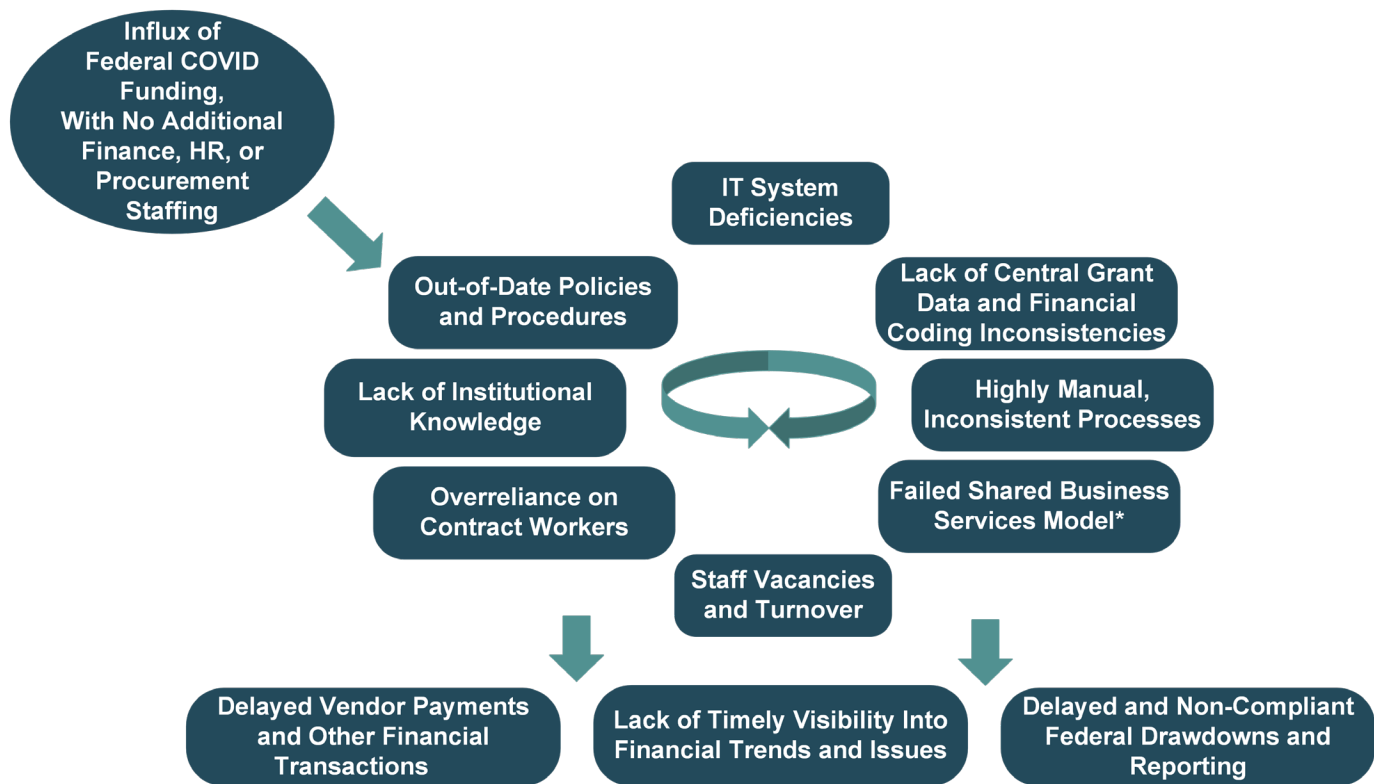 Influx of
Federal COVID
Funding,
With No Additional
Finance, HR, or
Procurement
Staffing
IT System
Deficiencies
Out-of-Date Policies
and Procedures
Lack of Central Grant
Data and Financial
Coding Inconsistencies
Lack of Institutional
Knowledge
Highly Manual,
Inconsistent Processes
Overreliance on
Contract Workers
Failed Shared Business
Services Model*
Staff Vacancies
and Turnover
Delayed Vendor Payments
and Other Financial
Transactions
Lack of Timely Visibility Into
Financial Trends and Issues
Delayed and Non-Compliant
Federal Drawdowns and
Reporting